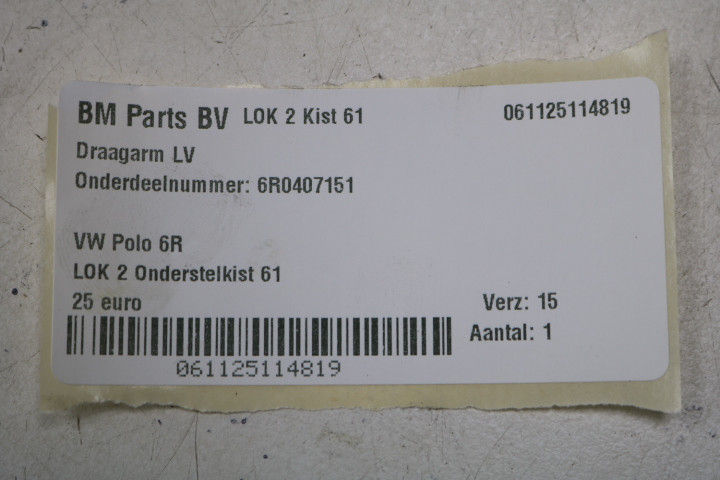 BM Parts BV LOK 2 Kist 61 061125114819
Draagarm LV
Onderdeelnummer: 6R0407151
VW Polo 6R
LOK 2 Onderstelkist 61
25 euro Verz: 15
Aantal: 1
061125114819